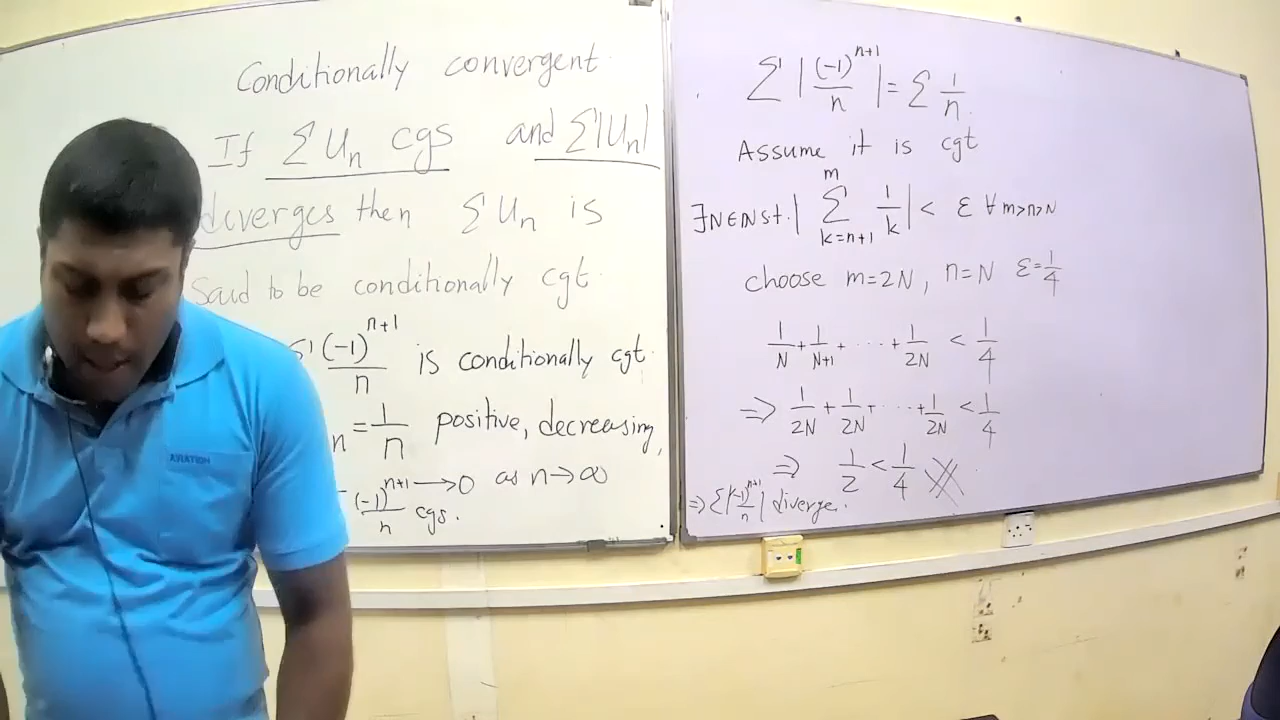 Conditionally convergent
If ∑ Un cgs and ∑|Un|
diverges then ∑ Un is
said to be conditionally cgt
∑ (-1)^{n+1}/n is conditionally cgt.
n = 1/n positive, decreasing,
(-1)^{n+1}/n → 0 as n → ∞
cgs.
∑ |(-1)^{n+1}/n| = ∑ 1/n.
Assume it is cgt
∃N∈ℕ st. |∑_{k=n+1}^{m} 1/k| < ε ∀ m>n>N
choose m=2N, n=N ε=1/4
1/N + 1/N+1 + ..... + 1/2N < 1/4
⇒ 1/2N + 1/2N + ..... + 1/2N < 1/4
⇒ 1/2 < 1/4
⇒ ∑|(-1)^{n+1}/n| diverge.
AVIATION